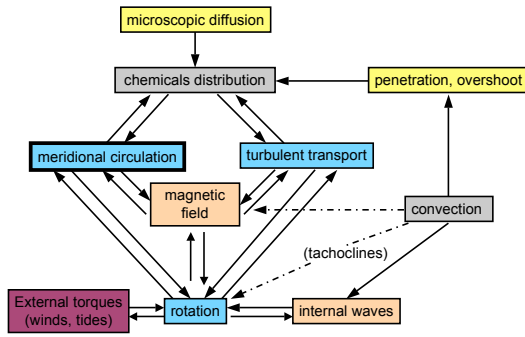 microscopic diffusion
chemicals distribution
penetration, overshoot
meridional circulation
turbulent transport
magnetic
field
convection
(tachoclines)
External torques
(winds, tides)
rotation
internal waves